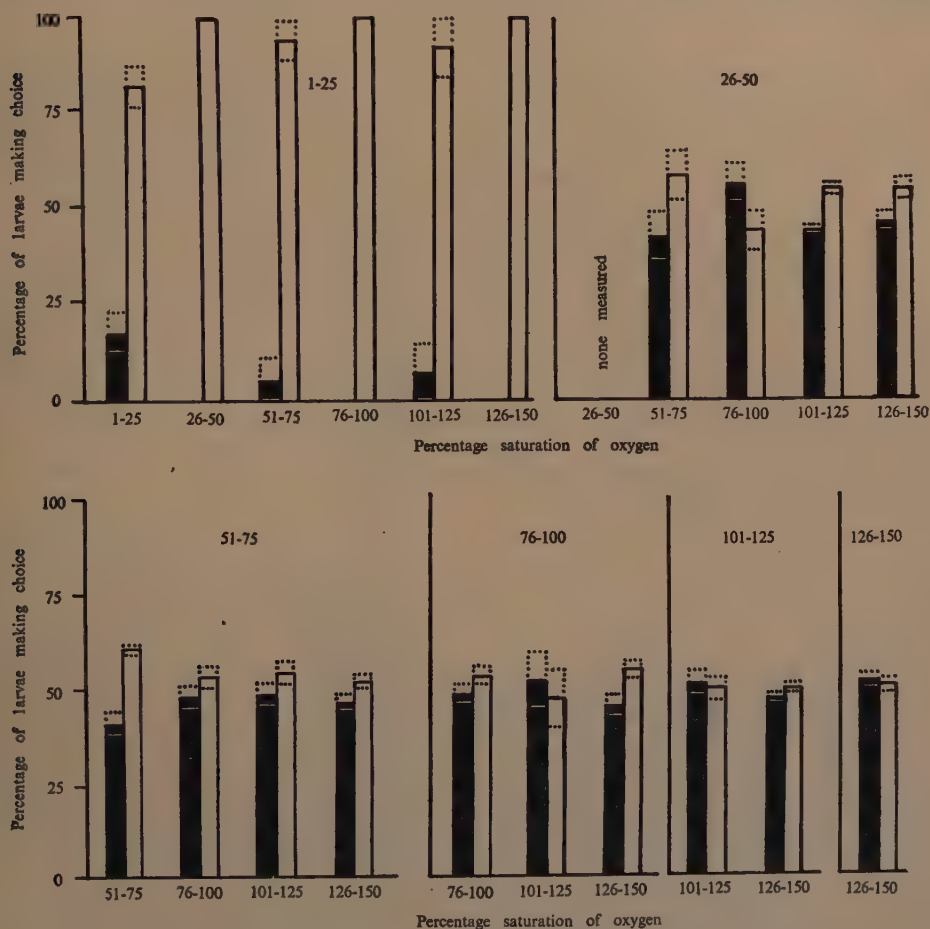 Percentage of larvae making choice
100
75
50
25
0
1-25
26-50
none measured
1-25 26-50 51-75 76-100 101-125 126-150 26-50 51-75 76-100 101-125 126-150
Percentage saturation of oxygen
Percentage of larvae making choice
100
75
50
25
0
51-75
76-100
101-125
126-150
51-75 76-100 101-125 126-150 76-100 101-125 126-150 101-125 126-150 126-150
Percentage saturation of oxygen